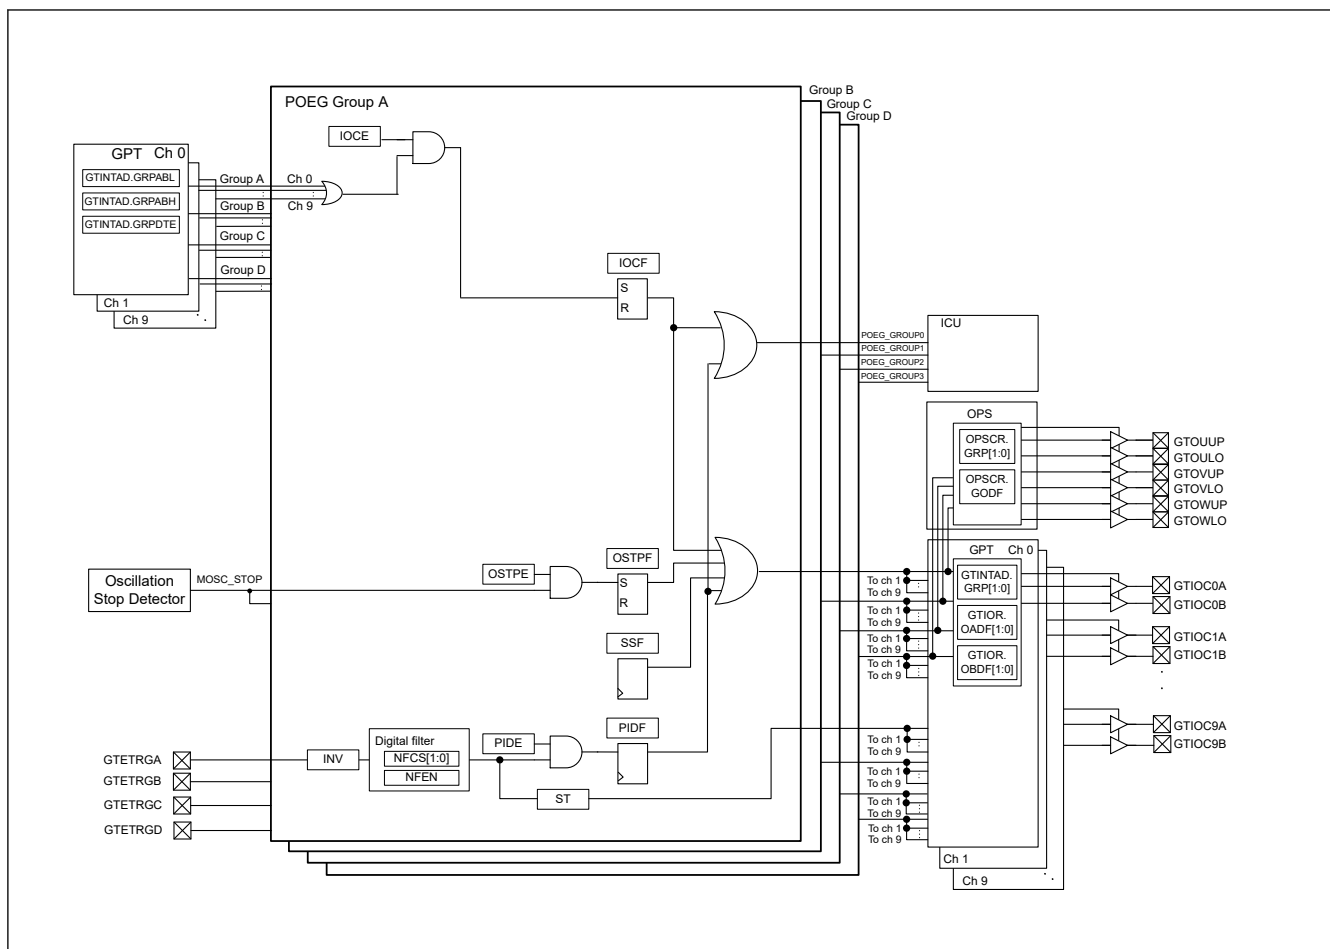 Group B
Group C
Group D
POEG Group A
IOCE
GPT Ch 0
GTINTAD.GRPABL
GTINTAD.GRPABH
GTINTAD.GRPDTE
Group A
Group B
Group C
Group D
Ch 0
Ch 9
Ch 1
Ch 9
IOCF
S
R
POEG_GROUP0
POEG_GROUP1
POEG_GROUP2
POEG_GROUP3
ICU
OPS
OPSCR.
GRP[1:0]
OPSCR.
GODF
GTOUUP
GTOULO
GTOVUP
GTOVLO
GTOWUP
GTOWLO
Oscillation
Stop Detector
MOSC_STOP
OSTPE
OSTPF
S
R
SSF
PIDF
PIDE
Digital filter
NFCS[1:0]
NFEN
INV
ST
GTETRGA
GTETRGB
GTETRGC
GTETRGD
To ch 1
To ch 9
To ch 1
To ch 9
To ch 1
To ch 9
To ch 1
To ch 9
To ch 1
To ch 9
To ch 1
To ch 9
To ch 1
To ch 9
To ch 1
To ch 9
GPT Ch 0
GTINTAD.
GRP[1:0]
GTIOR.
OADF[1:0]
GTIOR.
OBDF[1:0]
Ch 1
Ch 9
GTIOC0A
GTIOC0B
GTIOC1A
GTIOC1B
GTIOC9A
GTIOC9B